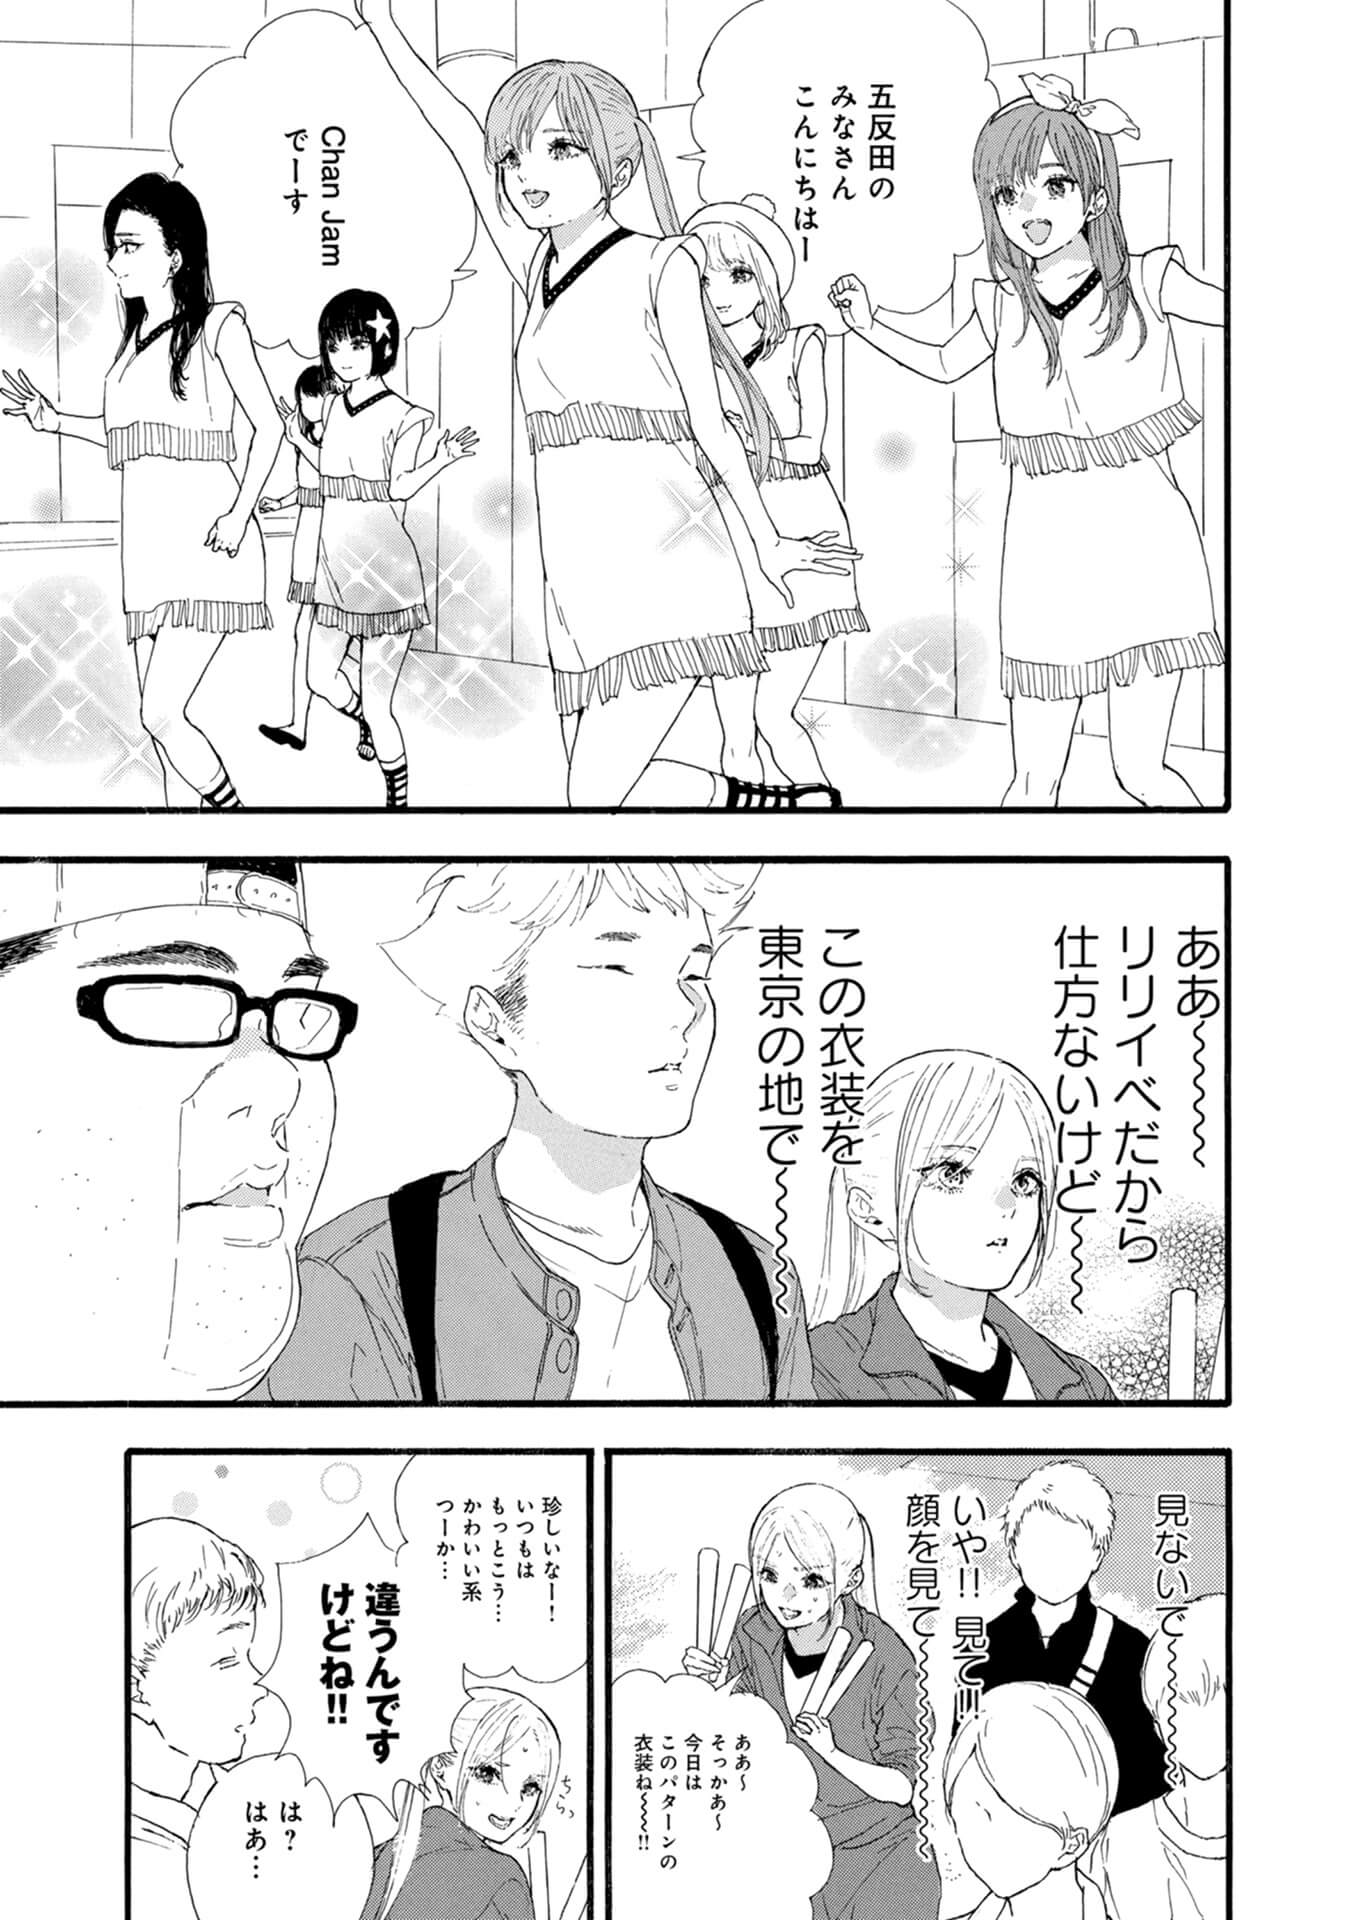 五反田の
みなさん
こんにちはー
Chan Jam
でーす
ああ〜〜〜
リリイベだから
仕方ないけど〜〜
この衣装を
東京の地で〜〜〜
見ないで〜〜
いや!! 見て!!
顔を見て〜〜
ああ〜
そっかあ〜
今日は
このパターンの
衣装ね〜〜!!
珍しいなー!
いつもは
もっとこう…
かわいい系
つーか…
違うんです
けどね!!
ちらっ
は?
はあ…